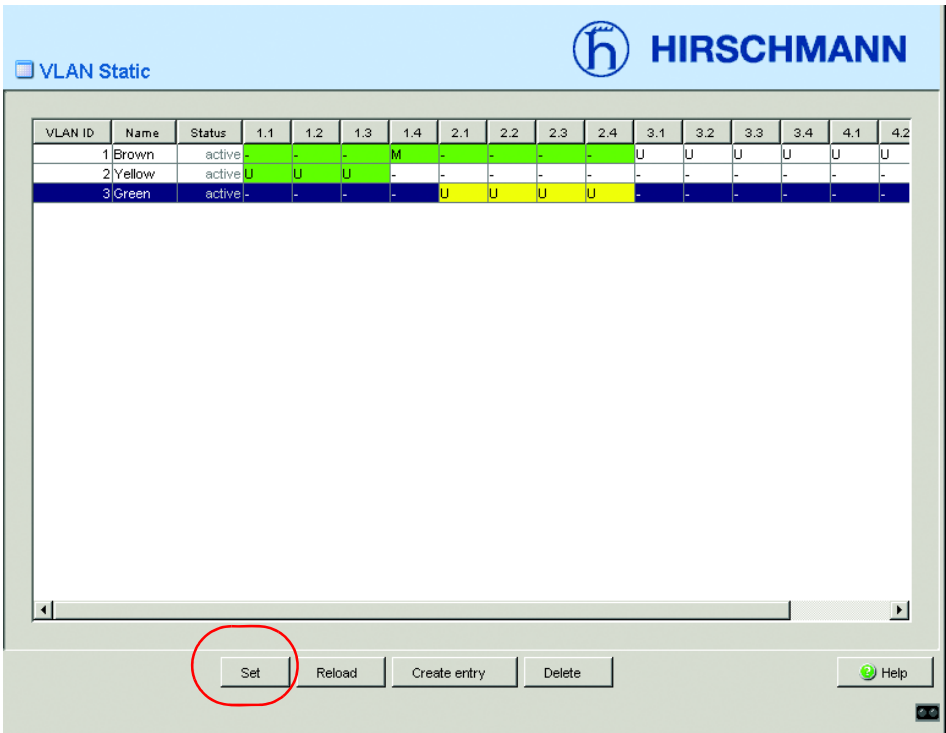 HIRSCHMANN
VLAN Static
VLAN ID Name Status 1.1 1.2 1.3 1.4 2.1 2.2 2.3 2.4 3.1 3.2 3.3 3.4 4.1 4.2
1 Brown active - - - M - - - - U U U U U U
2 Yellow active U U U - - - - - - - - - - -
3 Green active - - - - U U U U - - - - - -
Set Reload Create entry Delete Help